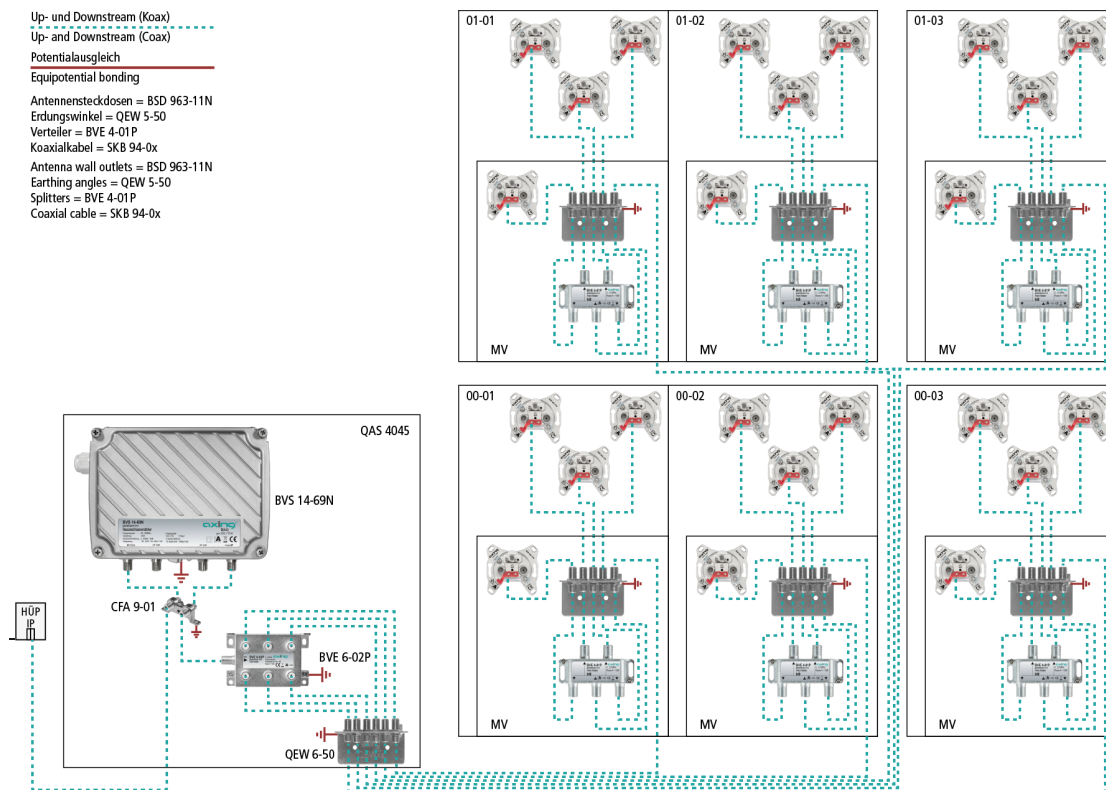 Up- und Downstream (Koax)
Up- and Downstream (Coax)
Potentialausgleich
Equipotential bonding
Antennensteckdosen = BSD 963-11N
Erdungswinkel = QEW 5-50
Verteiler = BVE 4-01P
Koaxialkabel = SKB 94-0x
Antenna wall outlets = BSD 963-11N
Earthing angles = QEW 5-50
Splitters = BVE 4-01P
Coaxial cable = SKB 94-0x
01-01
MV
01-02
MV
01-03
00-01
MV
00-02
MV
00-03
QAS 4045
BVS 14-69N
BVS 14-69N
axing
CFA 9-01
HÜP
IP
BVE 6-02P
QEW 6-50